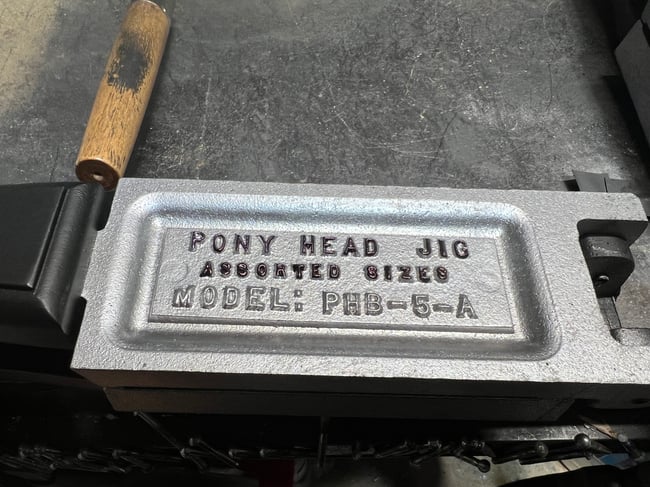 PONY HEAD JIG
ASSORTED SIZES
MODEL: PHB-5-A